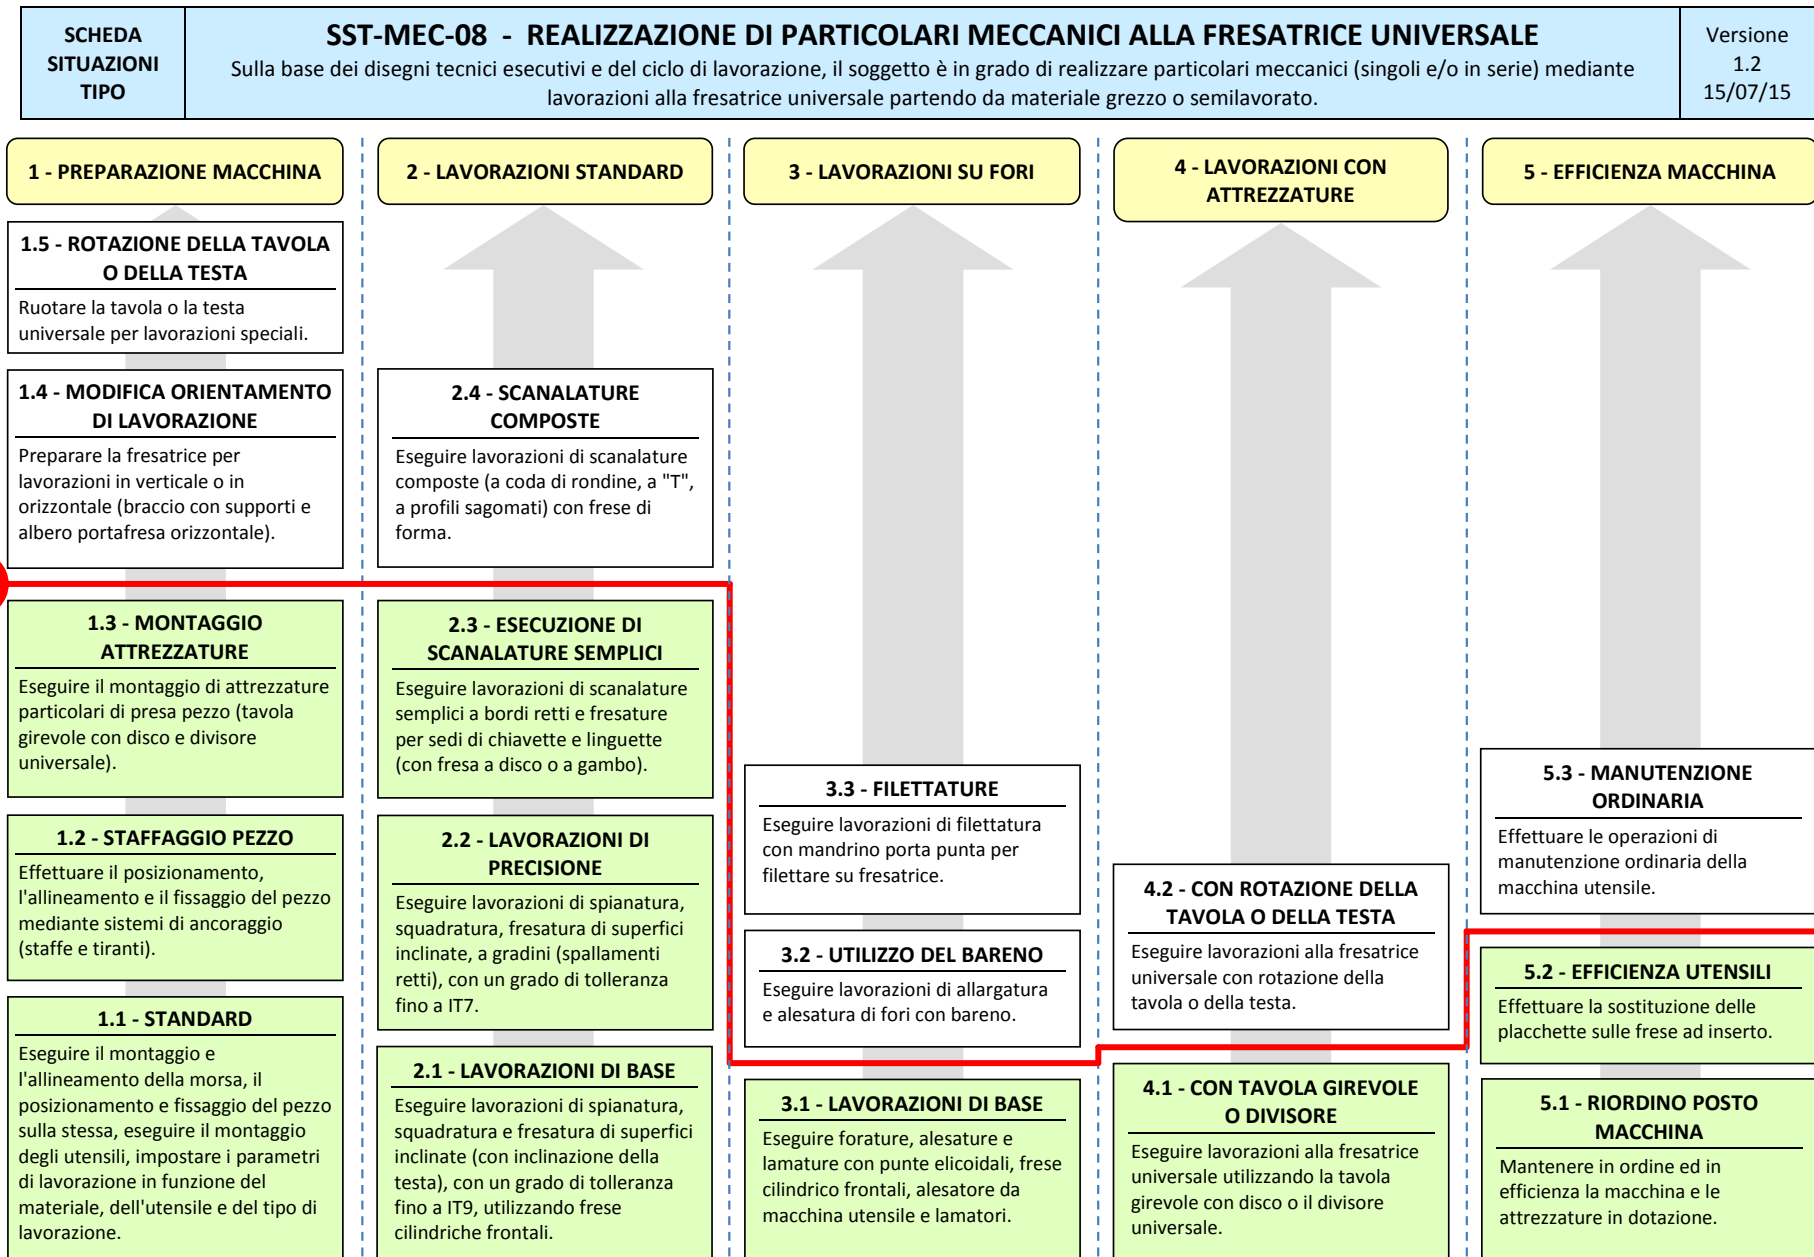 SCHEDA
SITUAZIONI
TIPO
SST-MEC-08 - REALIZZAZIONE DI PARTICOLARI MECCANICI ALLA FRESATRICE UNIVERSALE
Sulla base dei disegni tecnici esecutivi e del ciclo di lavorazione, il soggetto è in grado di realizzare particolari meccanici (singoli e/o in serie) mediante
lavorazioni alla fresatrice universale partendo da materiale grezzo o semilavorato.
Versione
1.2
15/07/15
1 - PREPARAZIONE MACCHINA
1.5 - ROTAZIONE DELLA TAVOLA
O DELLA TESTA
Ruotare la tavola o la testa
universale per lavorazioni speciali.
1.4 - MODIFICA ORIENTAMENTO
DI LAVORAZIONE
Preparare la fresatrice per
lavorazioni in verticale o in
orizzontale (braccio con supporti e
albero portafresa orizzontale).
1.3 - MONTAGGIO
ATTREZZATURE
Eseguire il montaggio di attrezzature
particolari di presa pezzo (tavola
girevole con disco e divisore
universale).
1.2 - STAFFAGGIO PEZZO
Effettuare il posizionamento,
l'allineamento e il fissaggio del pezzo
mediante sistemi di ancoraggio
(staffe e tiranti).
1.1 - STANDARD
Eseguire il montaggio e
l'allineamento della morsa, il
posizionamento e fissaggio del pezzo
sulla stessa, eseguire il montaggio
degli utensili, impostare i parametri
di lavorazione in funzione del
materiale, dell'utensile e del tipo di
lavorazione.
2 - LAVORAZIONI STANDARD
2.4 - SCANALATURE
COMPOSTE
Eseguire lavorazioni di scanalature
composte (a coda di rondine, a "T",
a profili sagomati) con frese di
forma.
2.3 - ESECUZIONE DI
SCANALATURE SEMPLICI
Eseguire lavorazioni di scanalature
semplici a bordi retti e fresature
per sedi di chiavette e linguette
(con fresa a disco o a gambo).
2.2 - LAVORAZIONI DI
PRECISIONE
Eseguire lavorazioni di spianatura,
squadratura, fresatura di superfici
inclinate, a gradini (spallamenti
retti), con un grado di tolleranza
fino a IT7.
2.1 - LAVORAZIONI DI BASE
Eseguire lavorazioni di spianatura,
squadratura e fresatura di superfici
inclinate (con inclinazione della
testa), con un grado di tolleranza
fino a IT9, utilizzando frese
cilindriche frontali.
3 - LAVORAZIONI SU FORI
3.3 - FILETTATURE
Eseguire lavorazioni di filettatura
con mandrino porta punta per
filettare su fresatrice.
3.2 - UTILIZZO DEL BARENO
Eseguire lavorazioni di allargatura
e alesatura di fori con bareno.
3.1 - LAVORAZIONI DI BASE
Eseguire forature, alesature e
lamature con punte elicoidali, frese
cilindrico frontali, alesatore da
macchina utensile e lamatori.
4 - LAVORAZIONI CON
ATTREZZATURE
4.2 - CON ROTAZIONE DELLA
TAVOLA O DELLA TESTA
Eseguire lavorazioni alla fresatrice
universale con rotazione della
tavola o della testa.
4.1 - CON TAVOLA GIREVOLE
O DIVISORE
Eseguire lavorazioni alla fresatrice
universale utilizzando la tavola
girevole con disco o il divisore
universale.
5 - EFFICIENZA MACCHINA
5.3 - MANUTENZIONE
ORDINARIA
Effettuare le operazioni di
manutenzione ordinaria della
macchina utensile.
5.2 - EFFICIENZA UTENSILI
Effettuare la sostituzione delle
placchette sulle frese ad inserto.
5.1 - RIORDINO POSTO
MACCHINA
Mantenere in ordine ed in
efficienza la macchina e le
attrezzature in dotazione.